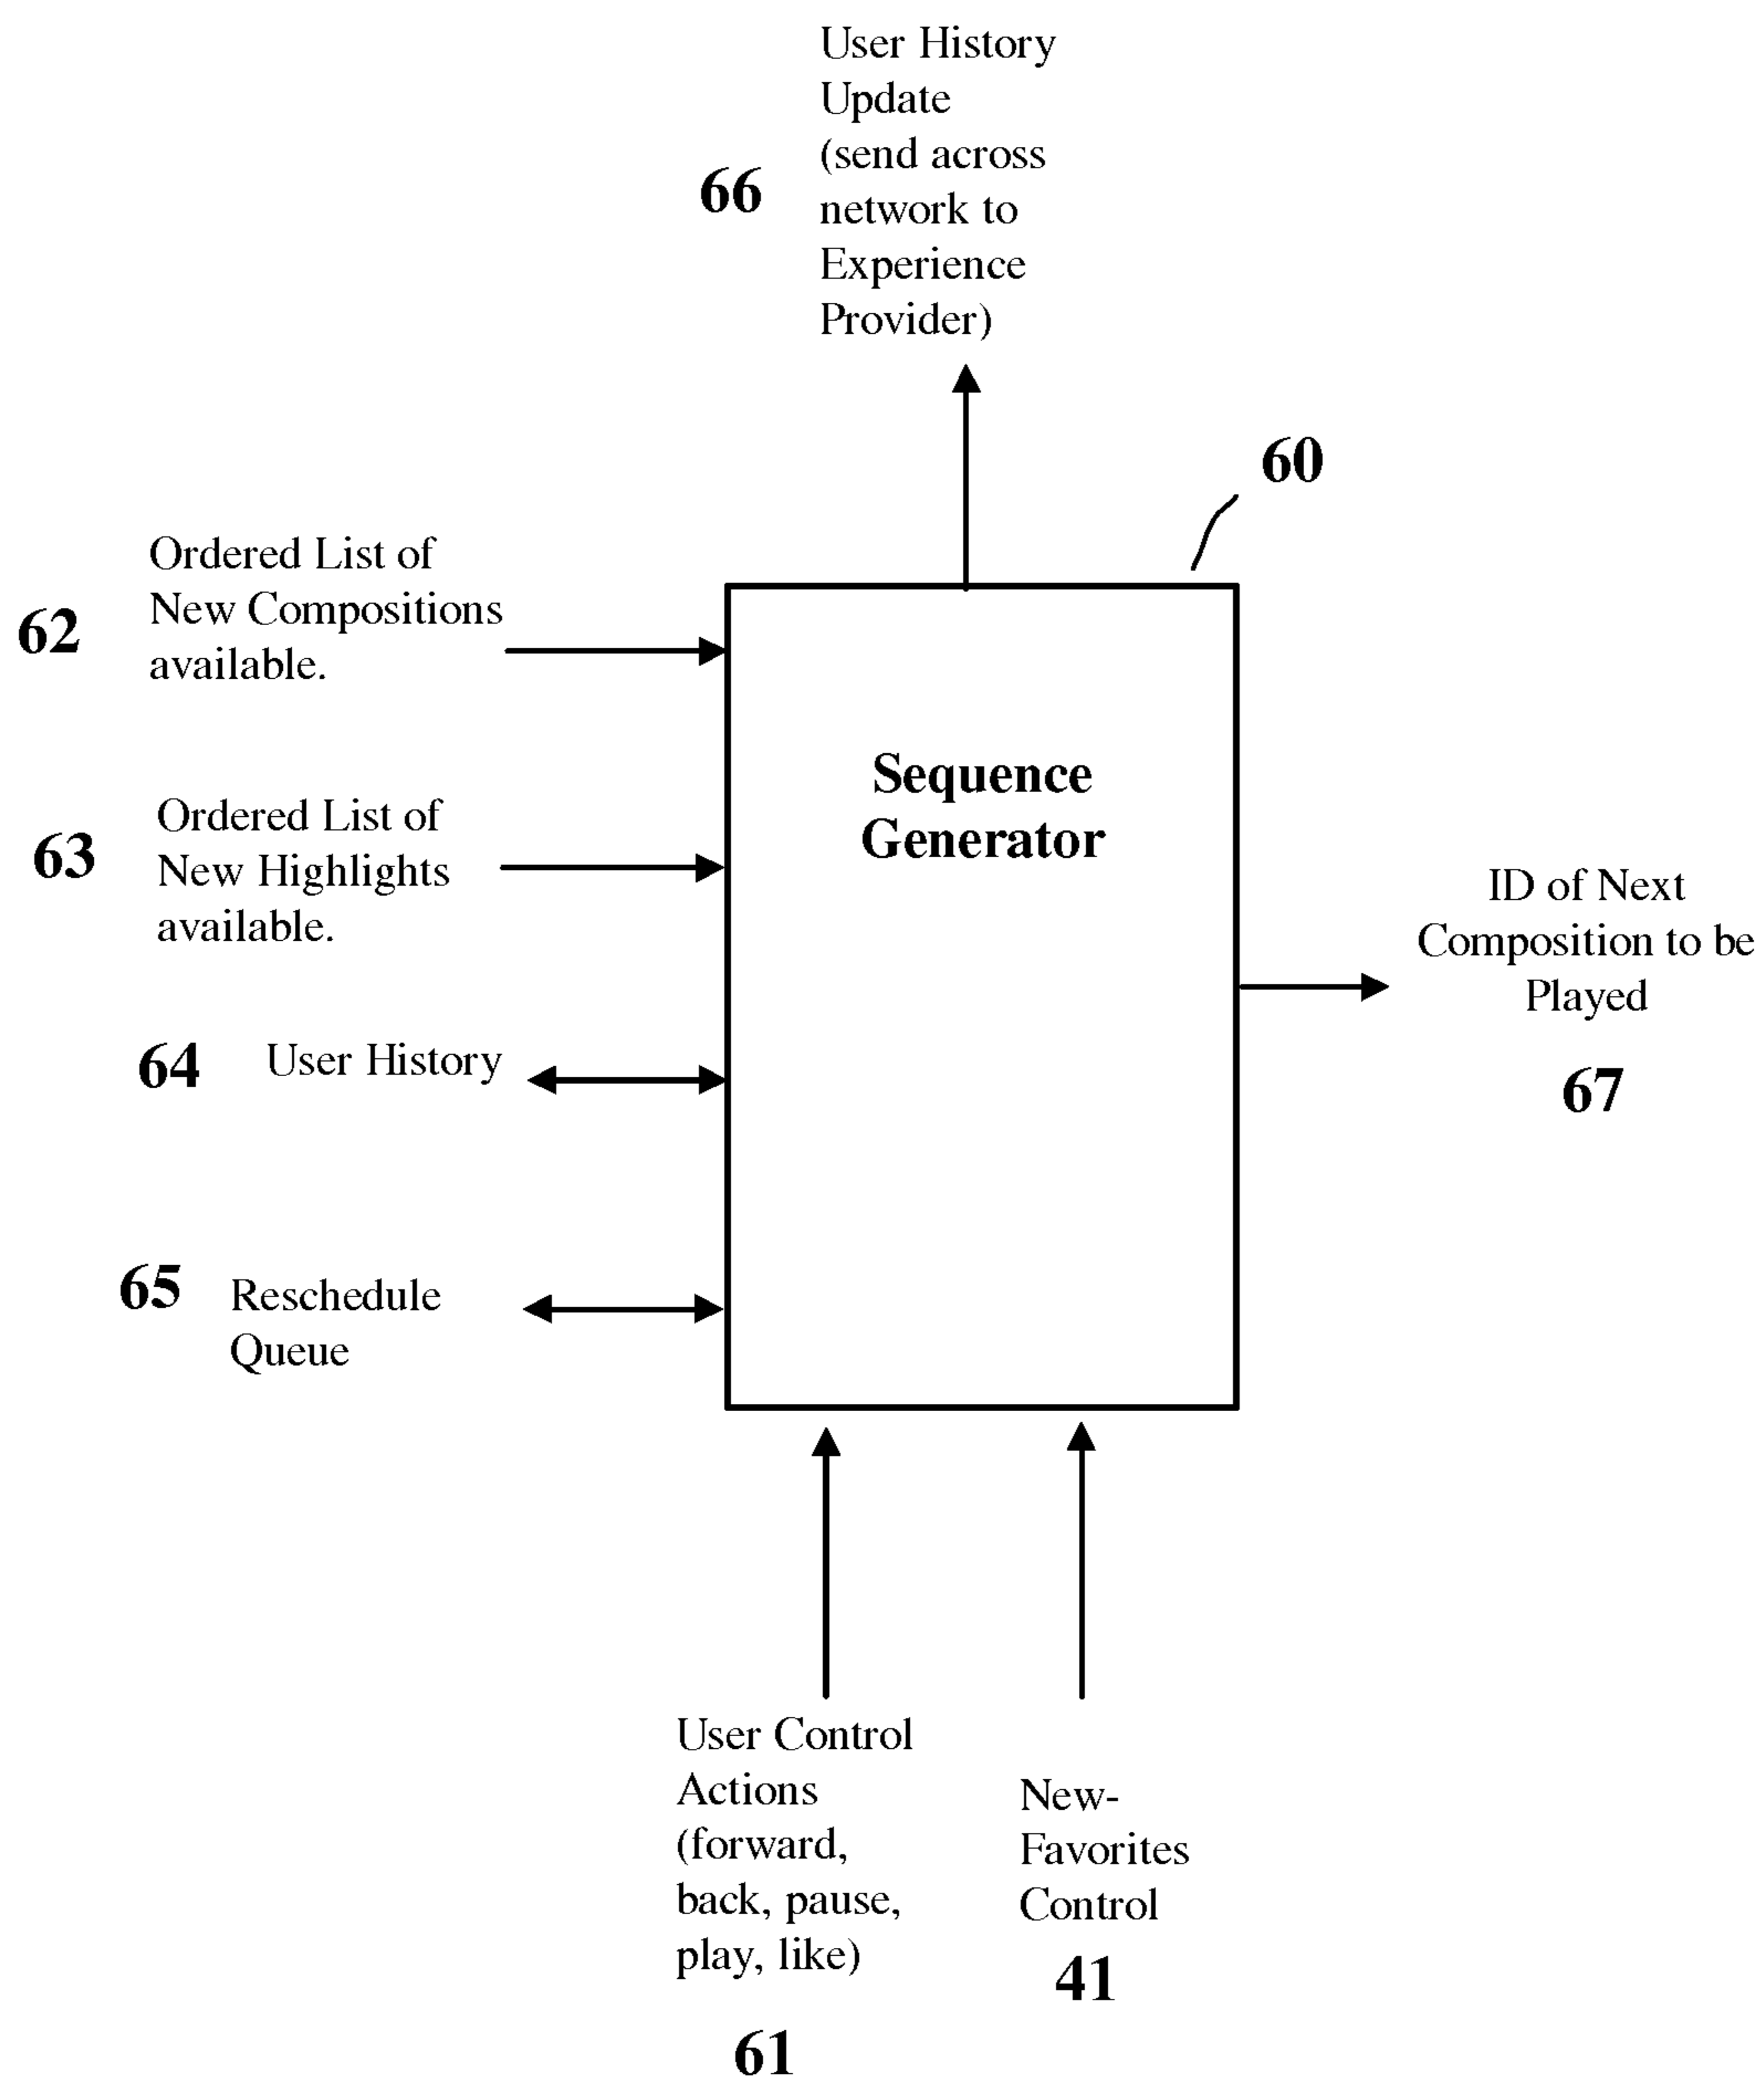 User History
Update
(send across
network to
Experience
Provider)
66
60
Ordered List of
New Compositions
available.
62
Sequence
Generator
Ordered List of
New Highlights
available.
63
ID of Next
Composition to be
Played
67
64
User History
65
Reschedule
Queue
User Control
Actions
(forward,
back, pause,
play, like)
61
New-
Favorites
Control
41